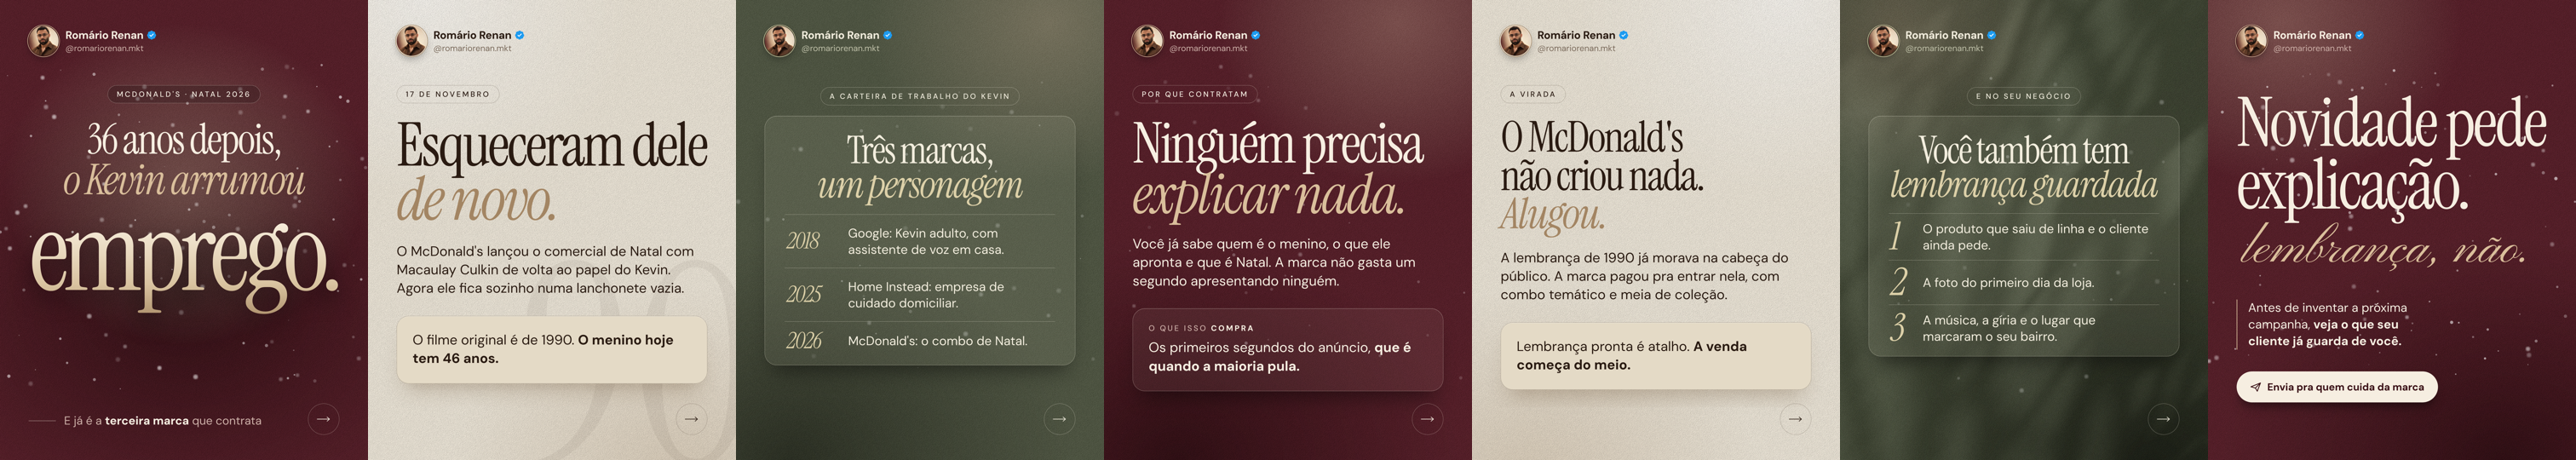 Romário Renan
@romariorenan.mkt
MCDONALD'S · NATAL 2026
36 anos depois,
o Kevin arrumou
emprego.
E já é a terceira marca que contrata
Romário Renan
@romariorenan.mkt
17 DE NOVEMBRO
Esqueceram dele
de novo.
O McDonald's lançou o comercial de Natal com
Macaulay Culkin de volta ao papel do Kevin.
Agora ele fica sozinho numa lanchonete vazia.
90
O filme original é de 1990. O menino hoje
tem 46 anos.
Romário Renan
@romariorenan.mkt
A CARTEIRA DE TRABALHO DO KEVIN
Três marcas,
um personagem
2018
Google: Kevin adulto, com
assistente de voz em casa.
2025
Home Instead: empresa de
cuidado domiciliar.
2026
McDonald's: o combo de Natal.
Romário Renan
@romariorenan.mkt
POR QUE CONTRATAM
Ninguém precisa
explicar nada.
Você já sabe quem é o menino, o que ele
apronta e que é Natal. A marca não gasta um
segundo apresentando ninguém.
O QUE ISSO COMPRA
Os primeiros segundos do anúncio, que é
quando a maioria pula.
Romário Renan
@romariorenan.mkt
A VIRADA
O McDonald's
não criou nada.
Alugou.
A lembrança de 1990 já morava na cabeça do
público. A marca pagou pra entrar nela, com
combo temático e meia de coleção.
Lembrança pronta é atalho. A venda
começa do meio.
Romário Renan
@romariorenan.mkt
E NO SEU NEGÓCIO
Você também tem
lembrança guardada
1
O produto que saiu de linha e o cliente
ainda pede.
2
A foto do primeiro dia da loja.
3
A música, a gíria e o lugar que
marcaram o seu bairro.
Romário Renan
@romariorenan.mkt
Novidade pede
explicação.
lembrança, não.
Antes de inventar a próxima
campanha, veja o que seu
cliente já guarda de você.
Envia pra quem cuida da marca